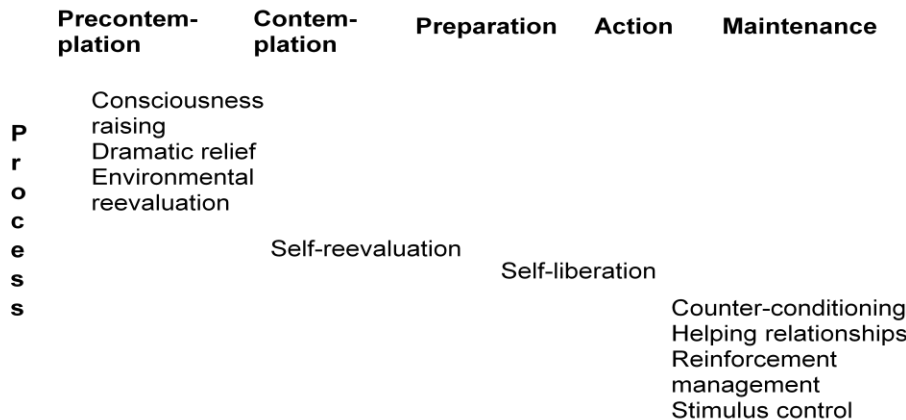 Precontem-
plation
Contem-
plation
Preparation
Action
Maintenance
Process
Consciousness
raising
Dramatic relief
Environmental
reevaluation
Self-reevaluation
Self-liberation
Counter-conditioning
Helping relationships
Reinforcement
management
Stimulus control